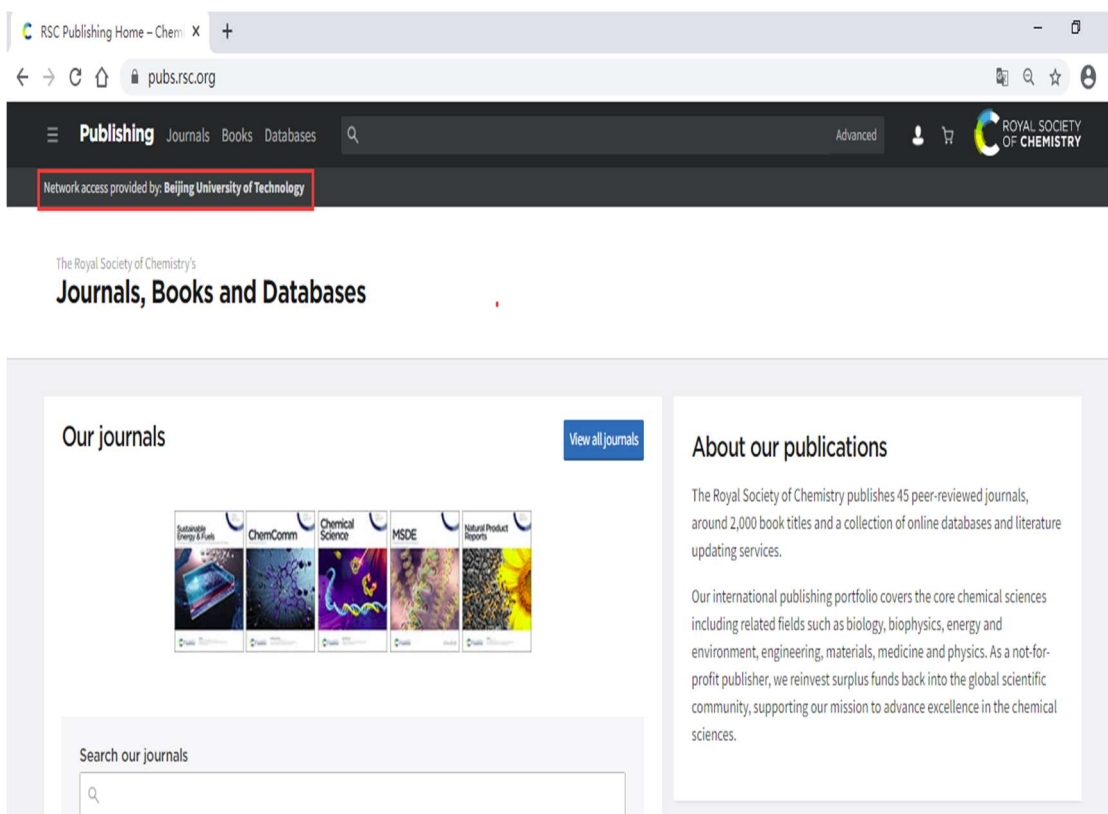 RSC Publishing Home – Chem
pubs.rsc.org
Publishing Journals Books Databases Advanced
ROYAL SOCIETY
OF CHEMISTRY
Network access provided by: Beijing University of Technology
The Royal Society of Chemistry's
Journals, Books and Databases
Our journals
View all journals
Sustainable
Energy & Fuels
ChemComm
Chemical
Science
MSDE
Natural Product
Reports
Search our journals
About our publications
The Royal Society of Chemistry publishes 45 peer-reviewed journals,
around 2,000 book titles and a collection of online databases and literature
updating services.
Our international publishing portfolio covers the core chemical sciences
including related fields such as biology, biophysics, energy and
environment, engineering, materials, medicine and physics. As a not-for-
profit publisher, we reinvest surplus funds back into the global scientific
community, supporting our mission to advance excellence in the chemical
sciences.